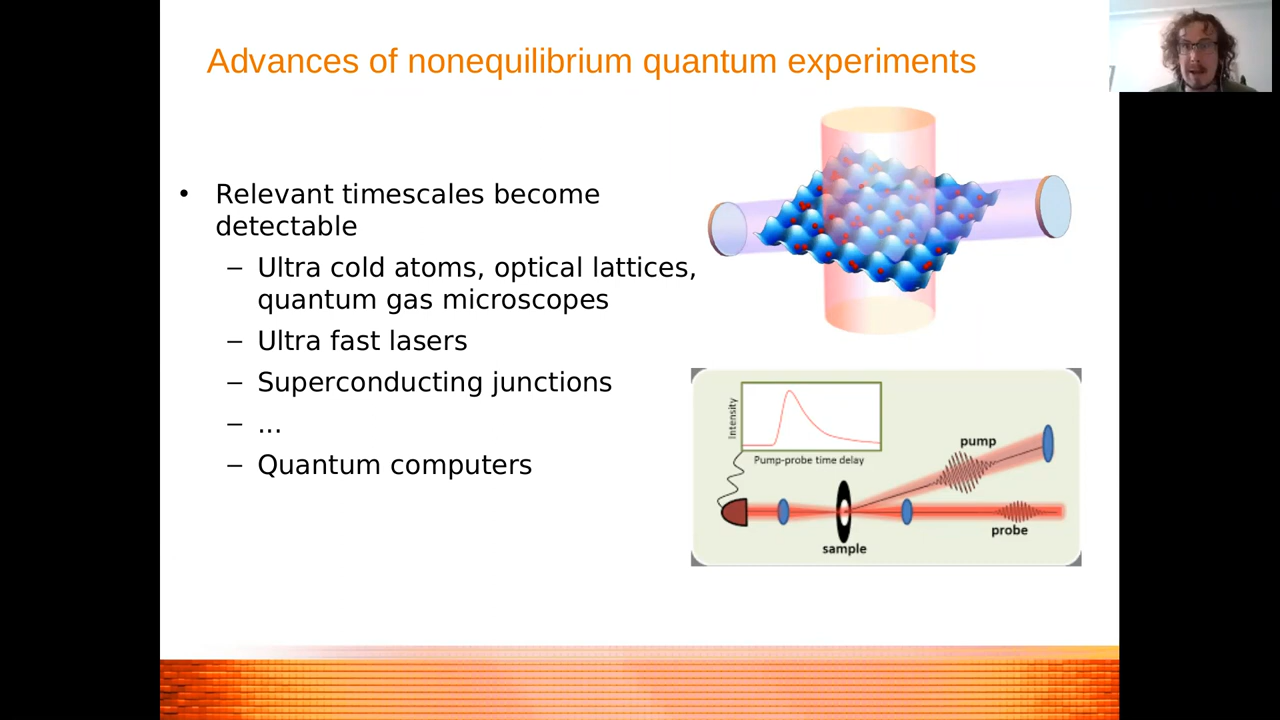 Advances of nonequilibrium quantum experiments
• Relevant timescales become
detectable
– Ultra cold atoms, optical lattices,
quantum gas microscopes
– Ultra fast lasers
– Superconducting junctions
– ...
– Quantum computers
Intensity
Pump-probe time delay
pump
probe
sample